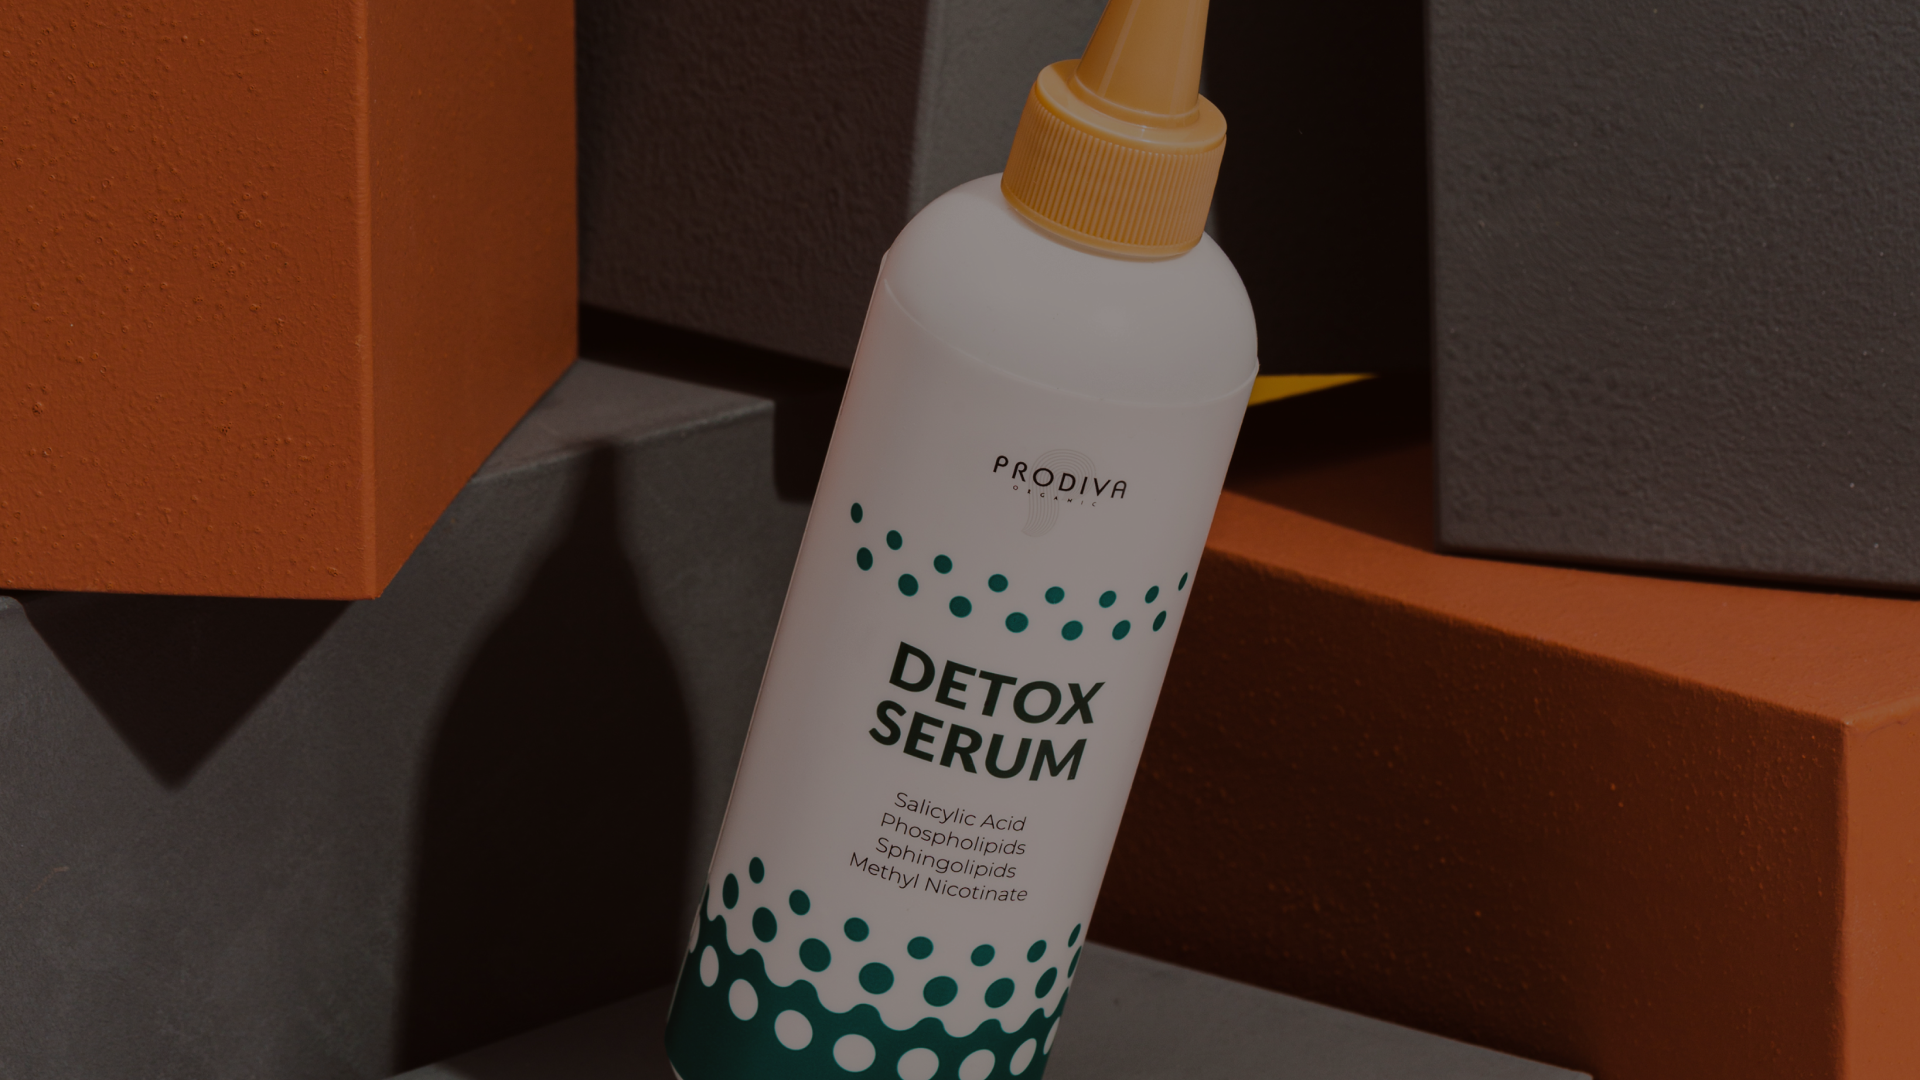 PRODIVA
ORGANIC
DETOX
SERUM
Salicylic Acid
Phospholipids
Sphingolipids
Methyl Nicotinate